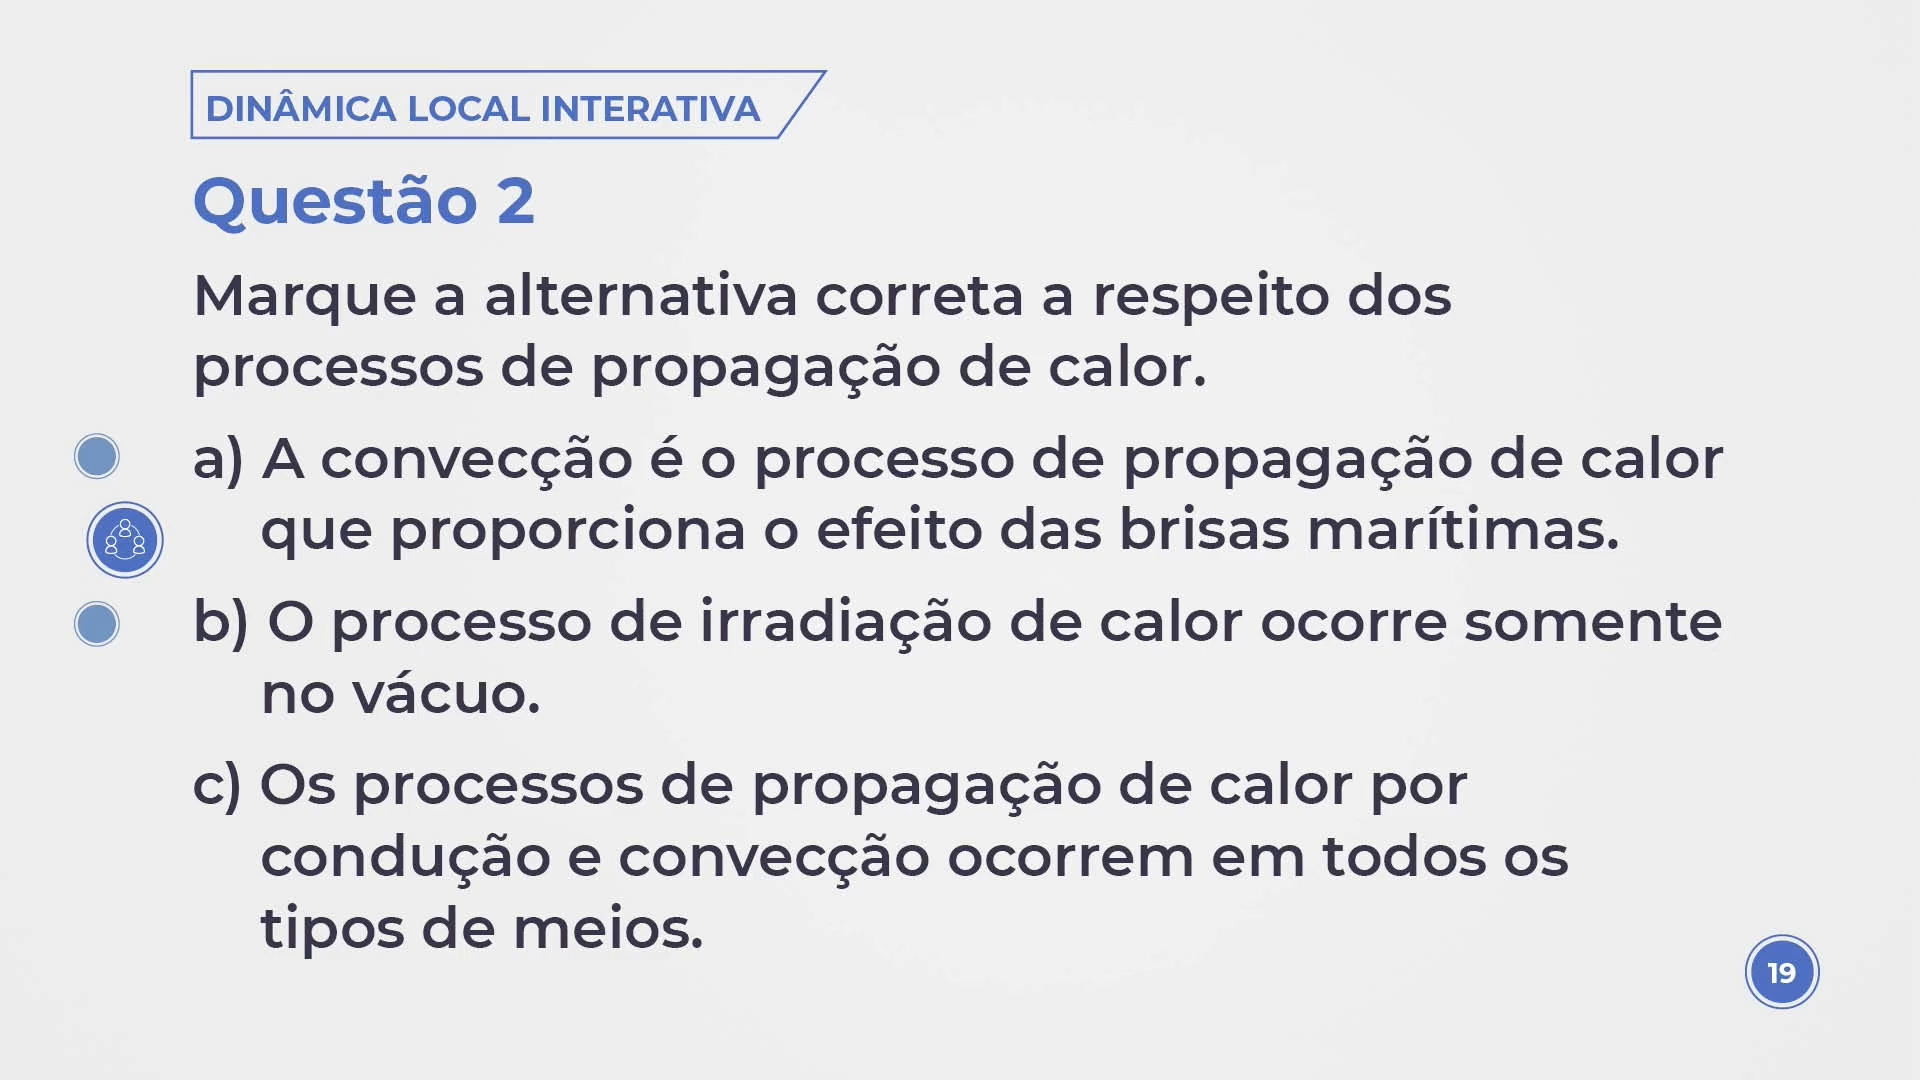 DINÂMICA LOCAL INTERATIVA
Questão 2
Marque a alternativa correta a respeito dos
processos de propagação de calor.
a) A convecção é o processo de propagação de calor
que proporciona o efeito das brisas marítimas.
b) O processo de irradiação de calor ocorre somente
no vácuo.
c) Os processos de propagação de calor por
condução e convecção ocorrem em todos os
tipos de meios.
19